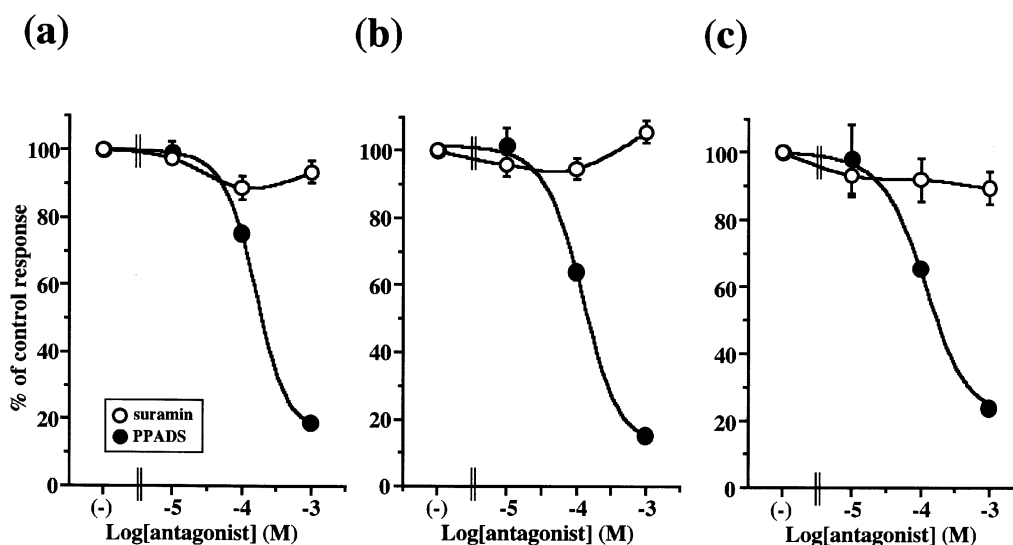 (a) (b) (c)
% of control response
100 100 100
80 80 80
60 60 60
40 40 40
20 20 20
0 0 0
suramin
PPADS
(-) -5 -4 -3 (-) -5 -4 -3 (-) -5 -4 -3
Log[antagonist] (M) Log[antagonist] (M) Log[antagonist] (M)